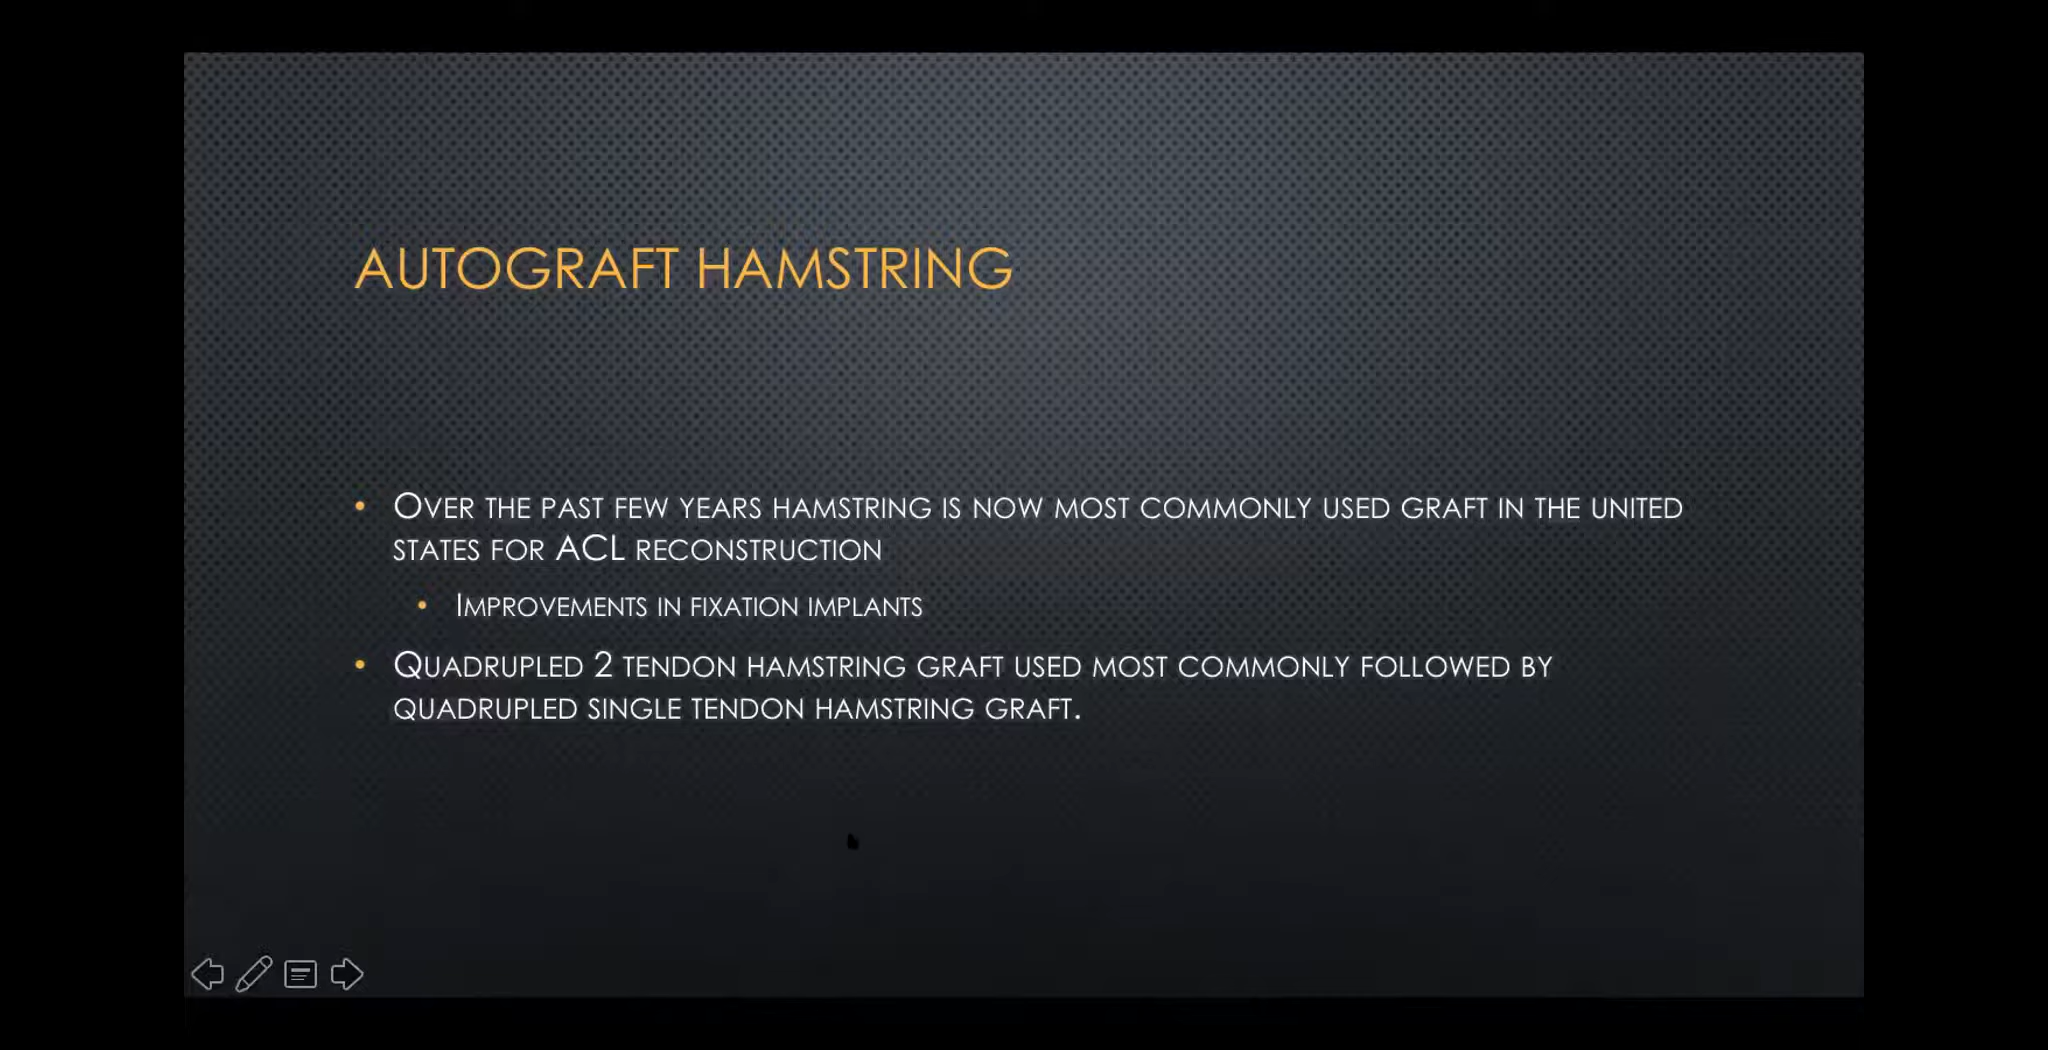 AUTOGRAFT HAMSTRING
• OVER THE PAST FEW YEARS HAMSTRING IS NOW MOST COMMONLY USED GRAFT IN THE UNITED
STATES FOR ACL RECONSTRUCTION
• IMPROVEMENTS IN FIXATION IMPLANTS
• QUADRUPLED 2 TENDON HAMSTRING GRAFT USED MOST COMMONLY FOLLOWED BY
QUADRUPLED SINGLE TENDON HAMSTRING GRAFT.